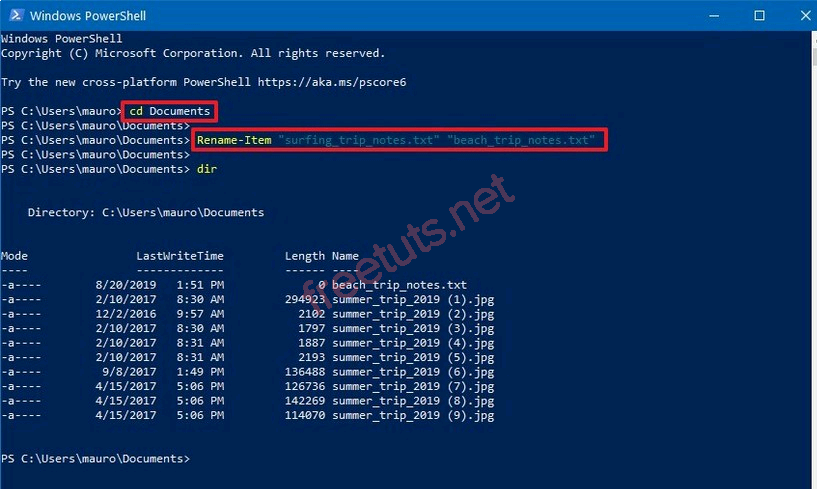 Windows PowerShell
Windows PowerShell
Copyright (C) Microsoft Corporation. All rights reserved.
Try the new cross-platform PowerShell https://aka.ms/pscore6
PS C:\Users\mauro> cd Documents
PS C:\Users\mauro\Documents>
PS C:\Users\mauro\Documents> Rename-Item "surfing_trip_notes.txt" "beach_trip_notes.txt"
PS C:\Users\mauro\Documents>
PS C:\Users\mauro\Documents> dir
Directory: C:\Users\mauro\Documents
Mode LastWriteTime Length Name
---- ------------- ------ ----
-a---- 8/20/2019 1:51 PM 0 beach_trip_notes.txt
-a---- 2/10/2017 8:30 AM 294923 summer_trip_2019 (1).jpg
-a---- 12/2/2016 9:57 AM 2102 summer_trip_2019 (2).jpg
-a---- 2/10/2017 8:30 AM 1797 summer_trip_2019 (3).jpg
-a---- 2/10/2017 8:31 AM 1887 summer_trip_2019 (4).jpg
-a---- 2/10/2017 8:31 AM 2193 summer_trip_2019 (5).jpg
-a---- 9/8/2017 1:49 PM 136488 summer_trip_2019 (6).jpg
-a---- 4/15/2017 5:06 PM 126736 summer_trip_2019 (7).jpg
-a---- 4/15/2017 5:06 PM 142269 summer_trip_2019 (8).jpg
-a---- 4/15/2017 5:06 PM 114070 summer_trip_2019 (9).jpg
PS C:\Users\mauro\Documents>
freetuts.net